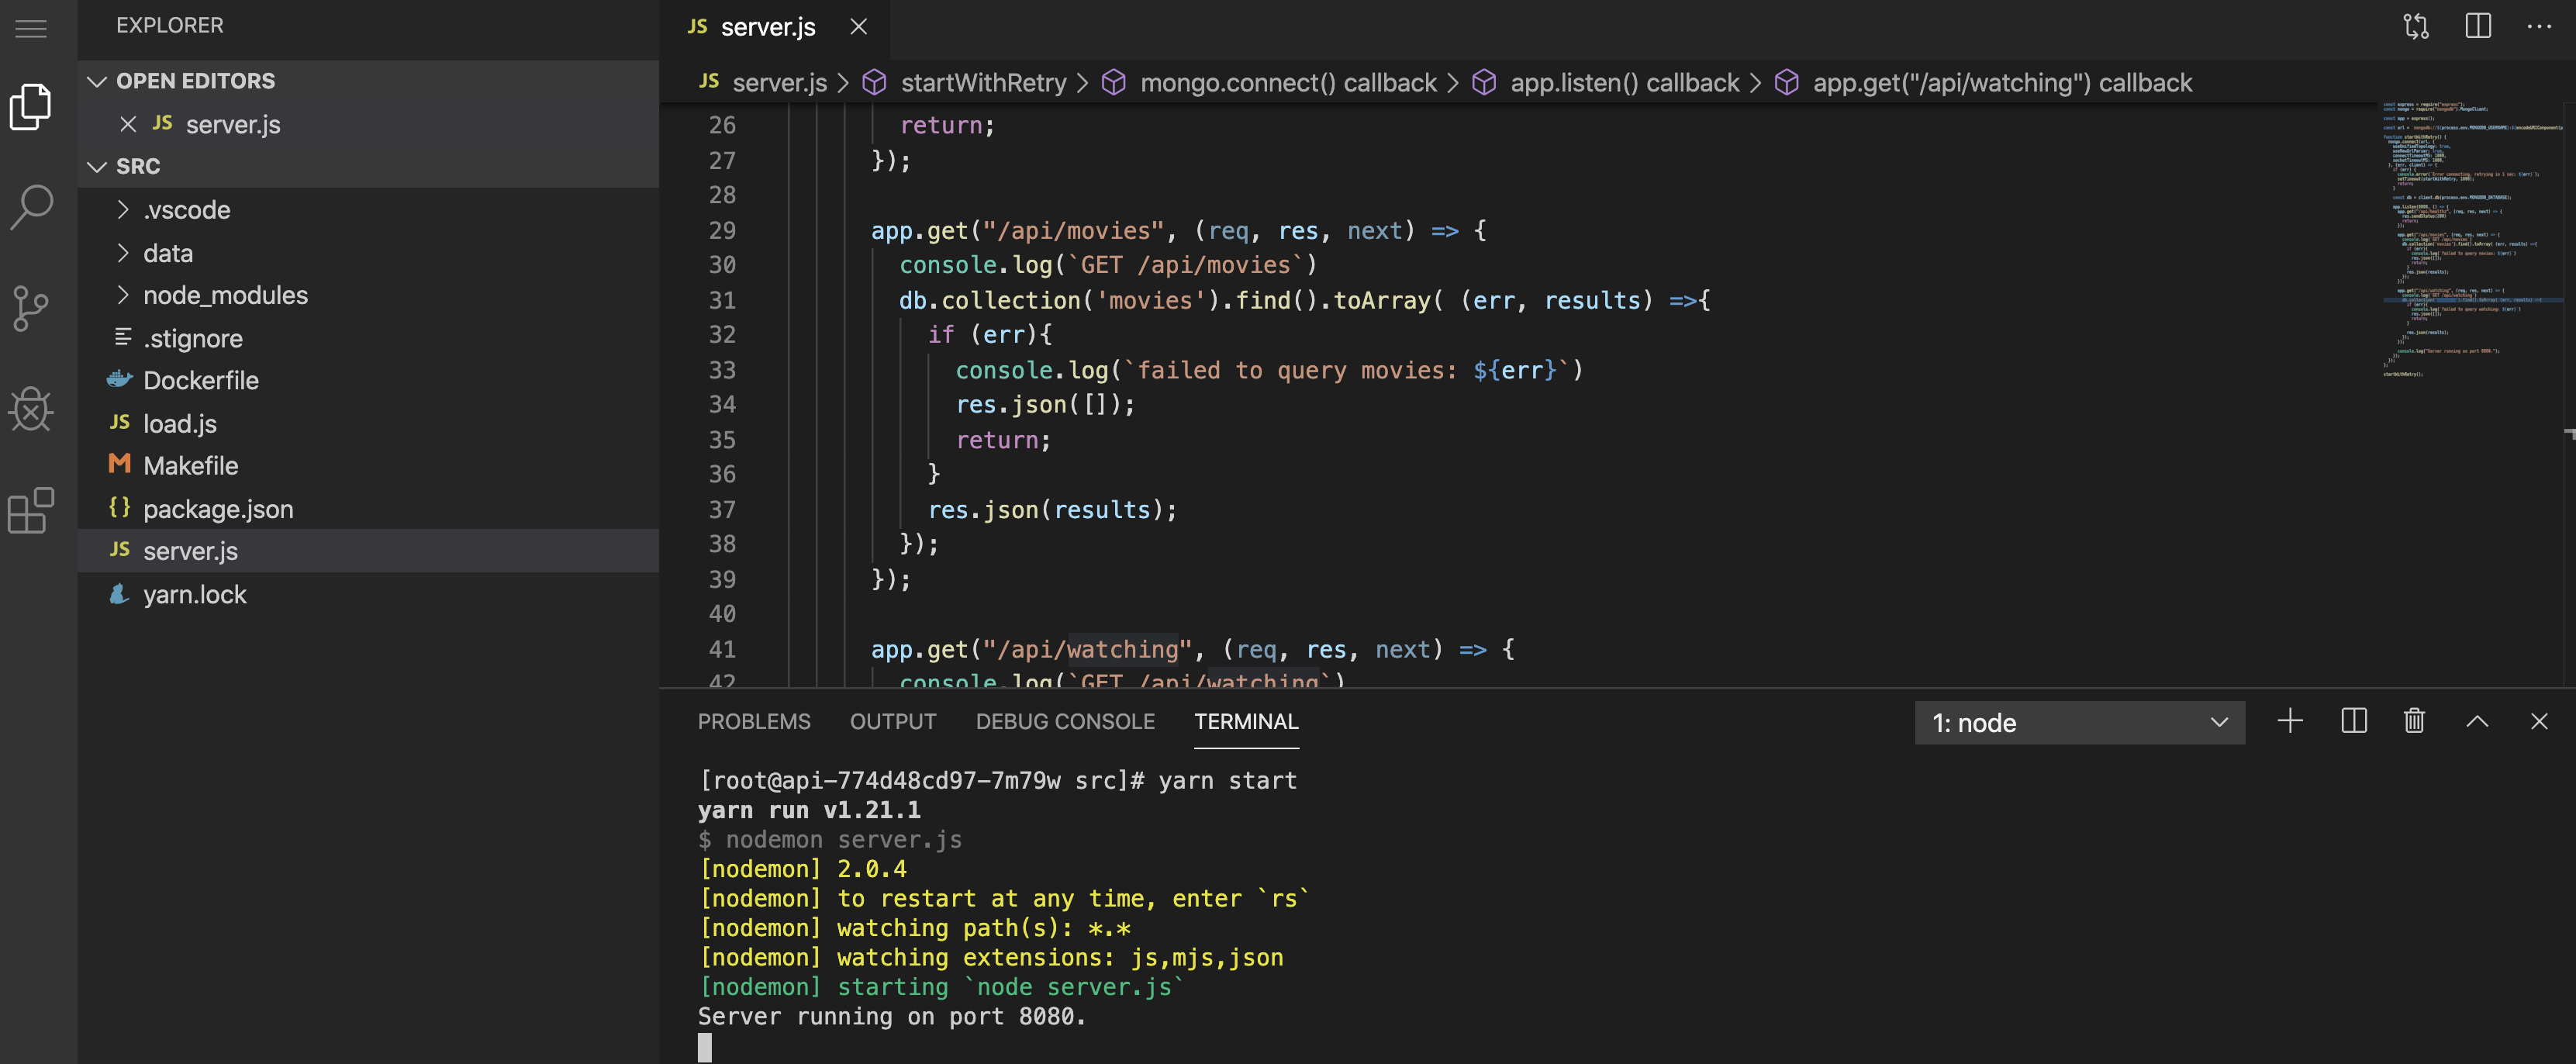 EXPLORER
OPEN EDITORS
JS server.js
SRC
.vscode
data
node_modules
.stignore
Dockerfile
JS load.js
Makefile
{} package.json
JS server.js
yarn.lock
JS server.js
JS server.js > startWithRetry > mongo.connect() callback > app.listen() callback > app.get("/api/watching") callback
26 return;
27 });
28
29 app.get("/api/movies", (req, res, next) => {
30 console.log(`GET /api/movies`)
31 db.collection('movies').find().toArray( (err, results) =>{
32 if (err){
33 console.log(`failed to query movies: ${err}`)
34 res.json([]);
35 return;
36 }
37 res.json(results);
38 });
39 });
40
41 app.get("/api/watching", (req, res, next) => {
42 console.log(`GET /api/watching`)
PROBLEMS OUTPUT DEBUG CONSOLE TERMINAL 1: node
[root@api-774d48cd97-7m79w src]# yarn start
yarn run v1.21.1
$ nodemon server.js
[nodemon] 2.0.4
[nodemon] to restart at any time, enter `rs`
[nodemon] watching path(s): *.*
[nodemon] watching extensions: js,mjs,json
[nodemon] starting `node server.js`
Server running on port 8080.